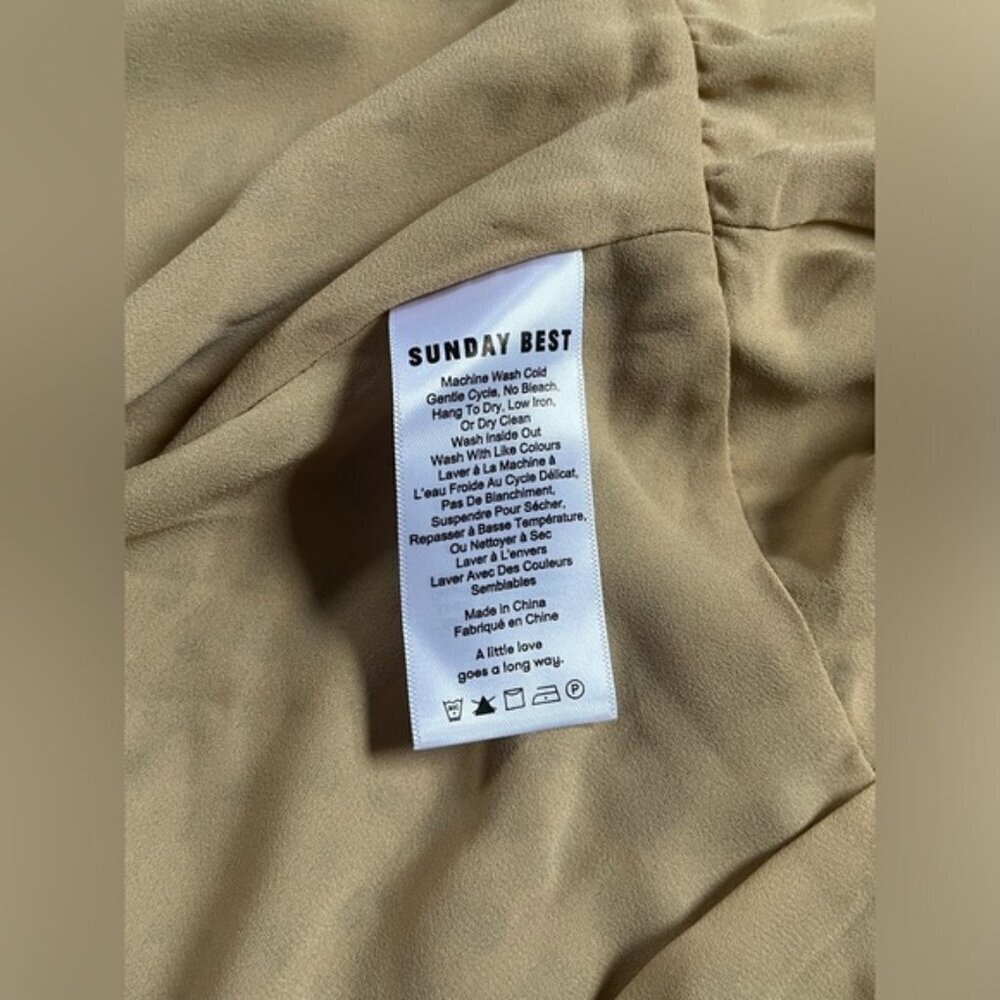 SUNDAY BEST
Machine Wash Cold
Gentle Cycle, No Bleach,
Hang To Dry, Low Iron,
Or Dry Clean
Wash Inside Out
Wash With Like Colours
Laver à La Machine à
L'eau Froide Au Cycle Délicat,
Pas De Blanchiment,
Suspendre Pour Sécher,
Repasser à Basse Température,
Ou Nettoyer à Sec
Laver à L'envers
Laver Avec Des Couleurs
Semblables
Made in China
Fabriqué en Chine
A little love
goes a long way.
P